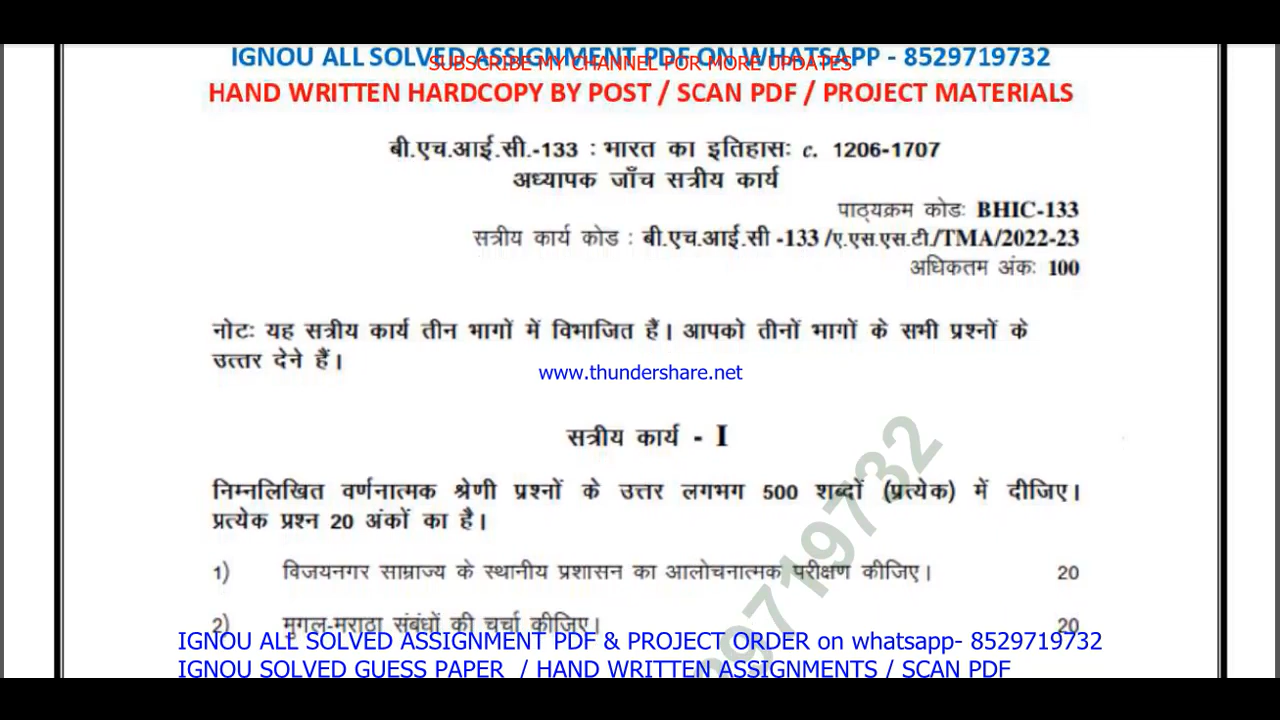 IGNOU ALL SOLVED ASSIGNMENT PDF ON WHATSAPP - 8529719732
SUBSCRIBE MY CHANNEL FOR MORE UPDATES
HAND WRITTEN HARDCOPY BY POST / SCAN PDF / PROJECT MATERIALS
बी.एच.आई.सी.-133 : भारत का इतिहासः c. 1206-1707
अध्यापक जाँच सत्रीय कार्य
पाठ्यक्रम कोडः BHIC-133
सत्रीय कार्य कोड : बी.एच.आई.सी -133 /ए.एस.एस.टी./TMA/2022-23
अधिकतम अंकः 100
नोटः यह सत्रीय कार्य तीन भागों में विभाजित हैं। आपको तीनों भागों के सभी प्रश्नों के
उत्तर देने हैं।
www.thundershare.net
सत्रीय कार्य - I
निम्नलिखित वर्णनात्मक श्रेणी प्रश्नों के उत्तर लगभग 500 शब्दों (प्रत्येक) में दीजिए।
प्रत्येक प्रश्न 20 अंकों का है।
1) विजयनगर साम्राज्य के स्थानीय प्रशासन का आलोचनात्मक परीक्षण कीजिए। 20
2) मुगल-मराठा संबंधों की चर्चा कीजिए। 20
9719732
IGNOU ALL SOLVED ASSIGNMENT PDF & PROJECT ORDER on whatsapp- 8529719732
IGNOU SOLVED GUESS PAPER / HAND WRITTEN ASSIGNMENTS / SCAN PDF